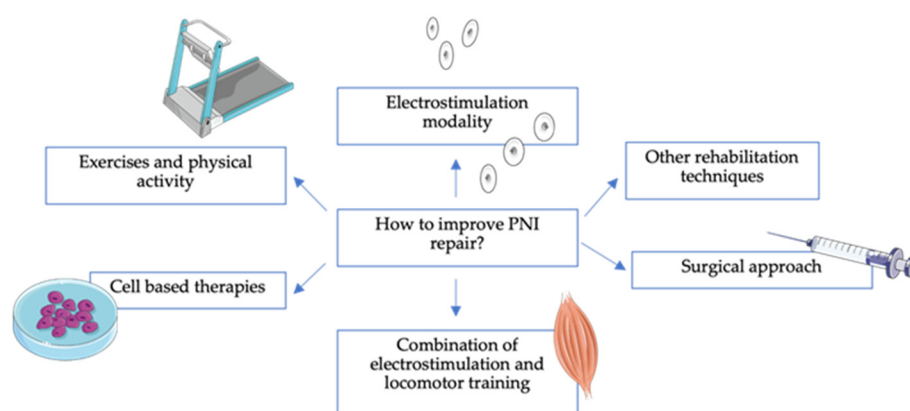 Electrostimulation
modality
Exercises and physical
activity
Other rehabilitation
techniques
How to improve PNI
repair?
Cell based therapies
Surgical approach
Combination of
electrostimulation and
locomotor training